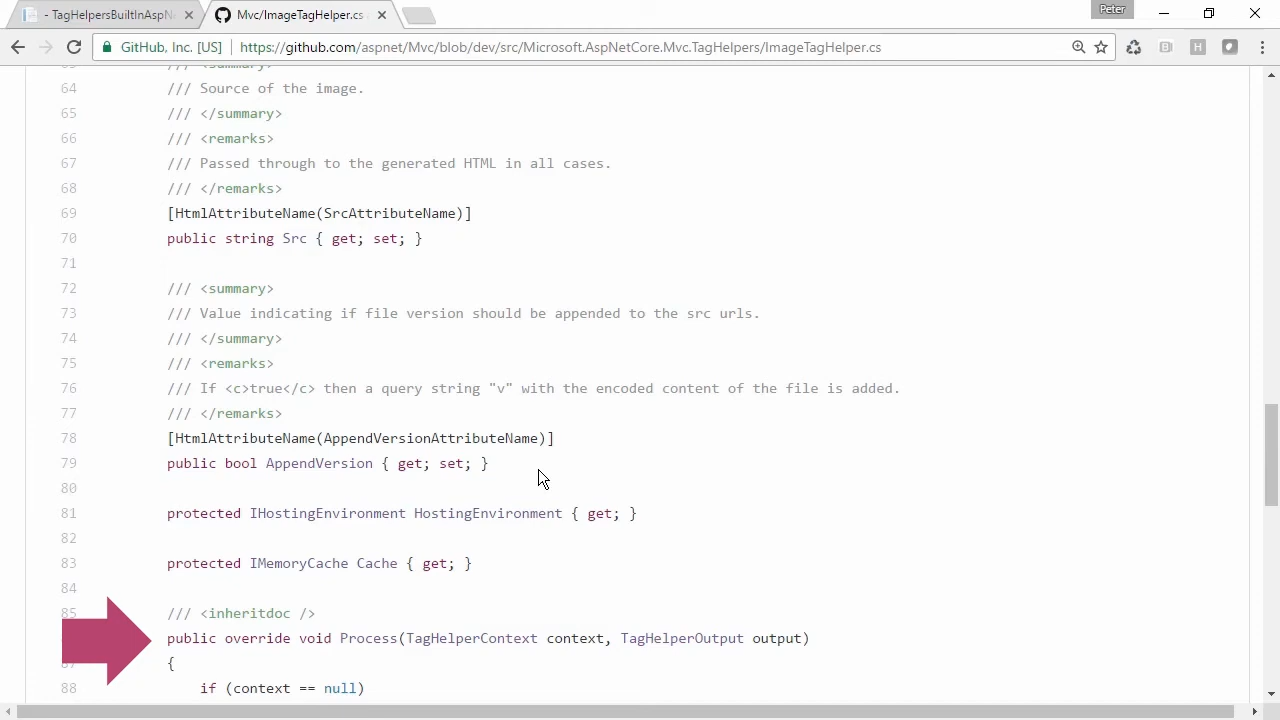 - TagHelpersBuiltInAspN
Mvc/ImageTagHelper.cs
Peter
GitHub, Inc. [US]
https://github.com/aspnet/Mvc/blob/dev/src/Microsoft.AspNetCore.Mvc.TagHelpers/ImageTagHelper.cs
63 /// <summary>
64 /// Source of the image.
65 /// </summary>
66 /// <remarks>
67 /// Passed through to the generated HTML in all cases.
68 /// </remarks>
69 [HtmlAttributeName(SrcAttributeName)]
70 public string Src { get; set; }
71
72 /// <summary>
73 /// Value indicating if file version should be appended to the src urls.
74 /// </summary>
75 /// <remarks>
76 /// If <c>true</c> then a query string "v" with the encoded content of the file is added.
77 /// </remarks>
78 [HtmlAttributeName(AppendVersionAttributeName)]
79 public bool AppendVersion { get; set; }
80
81 protected IHostingEnvironment HostingEnvironment { get; }
82
83 protected IMemoryCache Cache { get; }
84
85 /// <inheritdoc />
public override void Process(TagHelperContext context, TagHelperOutput output)
87 {
88 if (context == null)